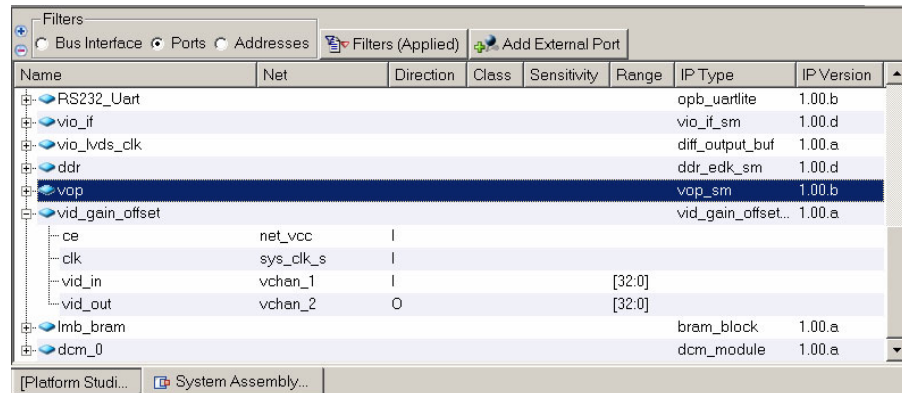 Filters
Bus Interface Ports Addresses Filters (Applied) Add External Port
Name Net Direction Class Sensitivity Range IP Type IP Version
RS232_Uart opb_uartlite 1.00.b
vio_if vio_if_sm 1.00.d
vio_lvds_clk diff_output_buf 1.00.a
ddr ddr_edk_sm 1.00.d
vop vop_sm 1.00.b
vid_gain_offset vid_gain_offset... 1.00.a
ce net_vcc I
clk sys_clk_s I
vid_in vchan_1 I [32:0]
vid_out vchan_2 O [32:0]
lmb_bram bram_block 1.00.a
dcm_0 dcm_module 1.00.a
[Platform Studi... System Assembly...